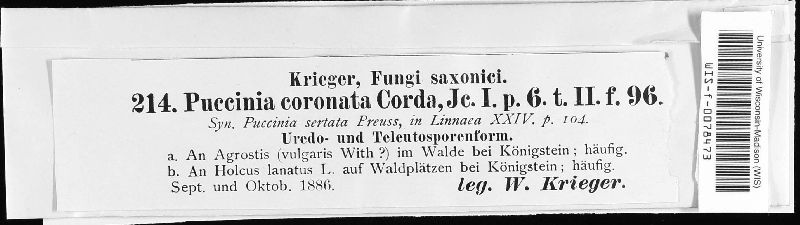 Krieger, Fungi saxonici.
214. Puccinia coronata Corda, Jc. I. p. 6. t. II. f. 96.
Syn. Puccinia sertata Preuss, in Linnaea XXIV. p. 104.
Uredo- und Teleutosporenform.
a. An Agrostis (vulgaris With ?) im Walde bei Königstein; häufig.
b. An Holcus lanatus L. auf Waldplätzen bei Königstein; häufig.
Sept. und Oktob. 1886. leg. W. Krieger.
University of Wisconsin-Madison (WIS)
WIS-f-0078473